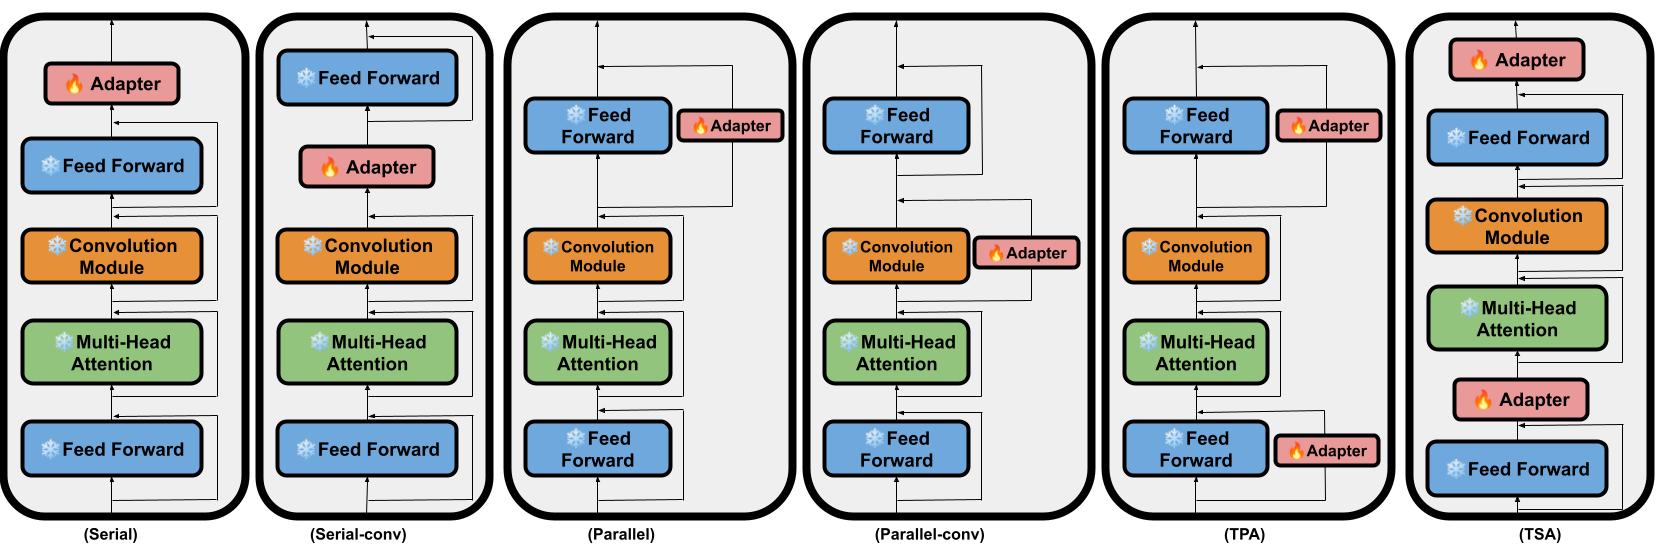 Adapter
Feed Forward
Convolution
Module
Multi-Head
Attention
Feed Forward
(Serial)
Feed Forward
Adapter
Convolution
Module
Multi-Head
Attention
Feed Forward
(Serial-conv)
Feed
Forward
Adapter
Convolution
Module
Multi-Head
Attention
Feed
Forward
(Parallel)
Feed
Forward
Convolution
Module
Adapter
Multi-Head
Attention
Feed
Forward
(Parallel-conv)
Feed
Forward
Adapter
Convolution
Module
Multi-Head
Attention
Feed
Forward
Adapter
(TPA)
Adapter
Feed Forward
Convolution
Module
Multi-Head
Attention
Adapter
Feed Forward
(TSA)